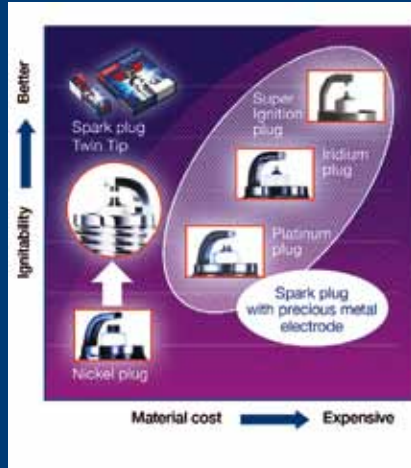 Better
Ignitability
Spark plug
Twin Tip
Super
Ignition
plug
Iridium
plug
Platinum
plug
Spark plug
with precious metal
electrode
Nickel plug
Material cost
Expensive